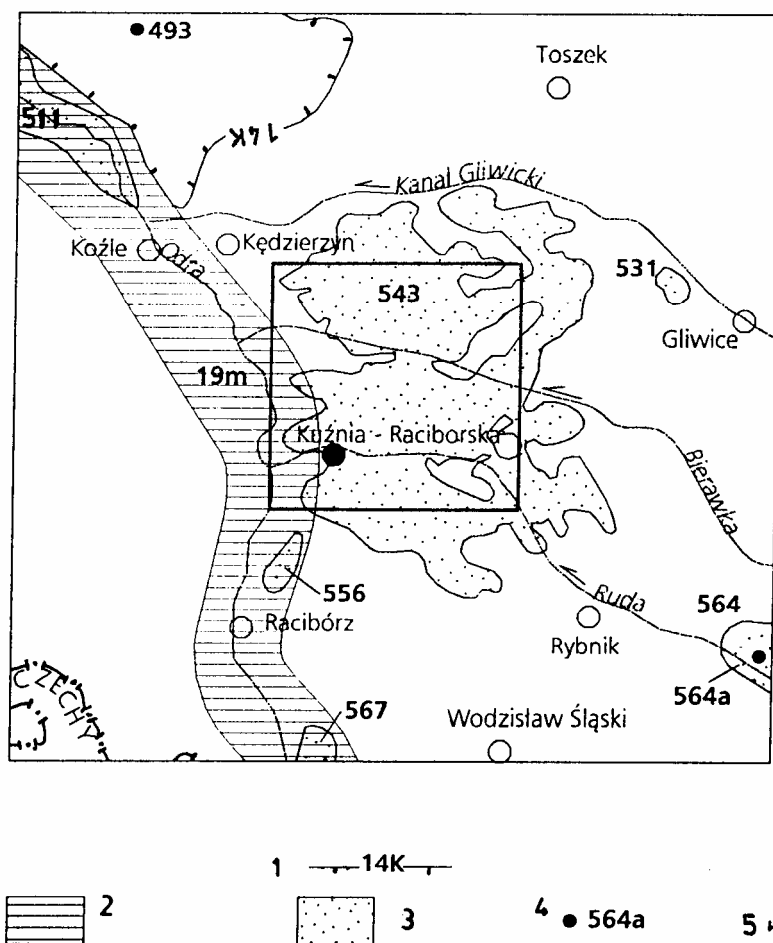 493
Toszek
511
14K
Kanał Gliwicki
Koźle
Odra
Kędzierzyn
531
543
Gliwice
19m
Kuźnia - Raciborska
Bierawka
556
Ruda
564
Racibórz
Rybnik
564a
CZECHY
567
Wodzisław Śląski
1 14K
2
3
4 564a
5